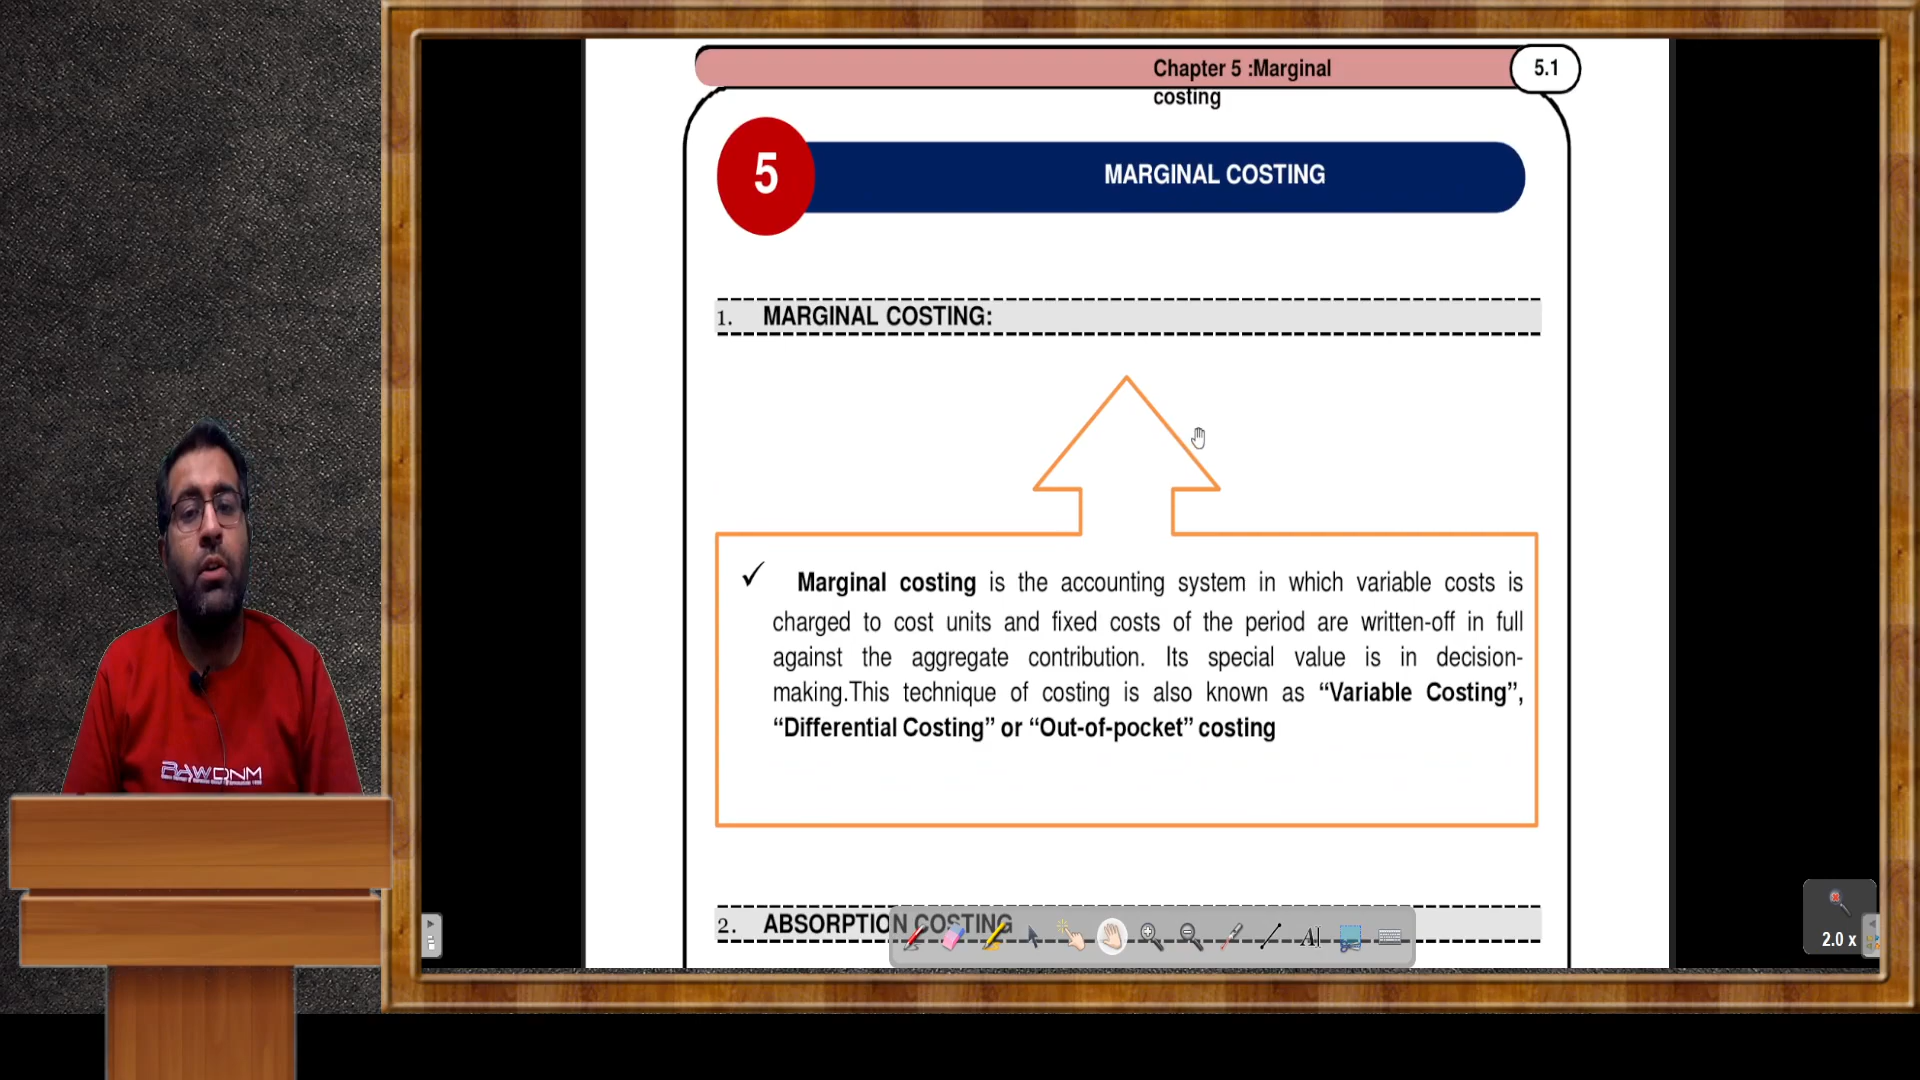 Chapter 5 :Marginal
costing
5.1
5
MARGINAL COSTING
1. MARGINAL COSTING:
✓ Marginal costing is the accounting system in which variable costs is
charged to cost units and fixed costs of the period are written-off in full
against the aggregate contribution. Its special value is in decision-
making.This technique of costing is also known as “Variable Costing”,
“Differential Costing” or “Out-of-pocket” costing
2. ABSORPTION COSTING
AI
2.0 x